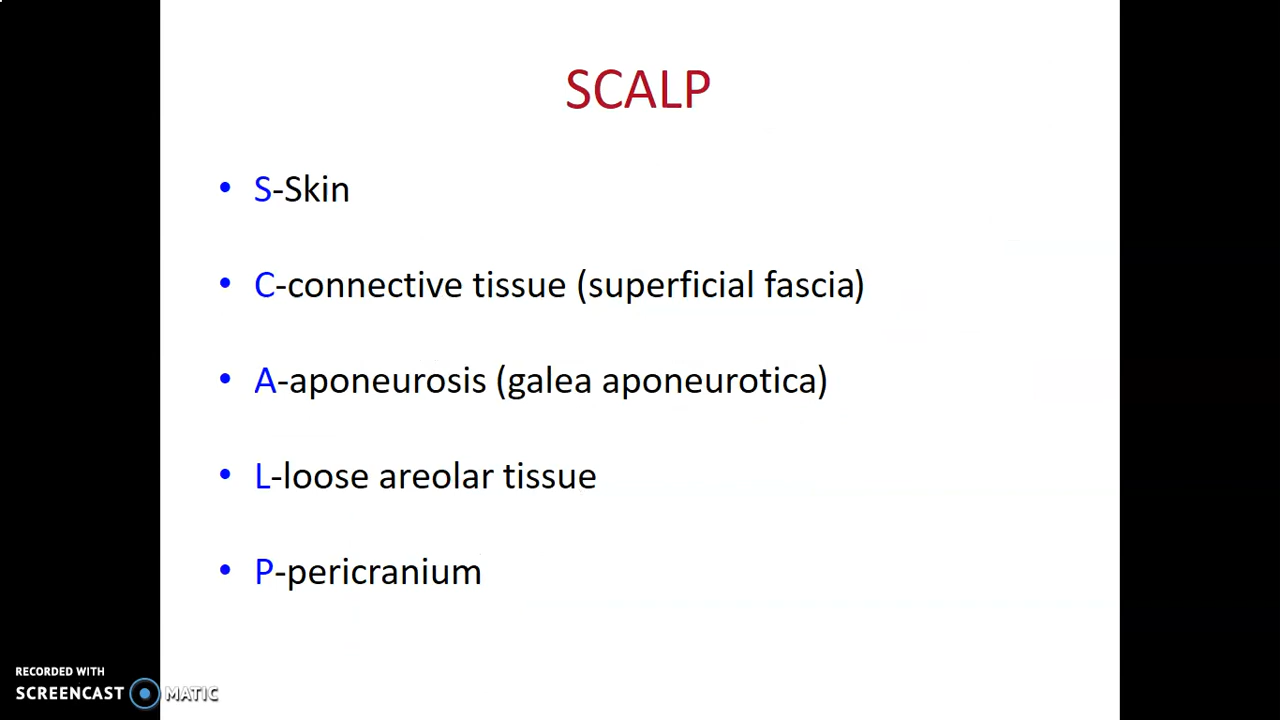 SCALP
• S-Skin
• C-connective tissue (superficial fascia)
• A-aponeurosis (galea aponeurotica)
• L-loose areolar tissue
• P-pericranium
RECORDED WITH
SCREENCAST MATIC